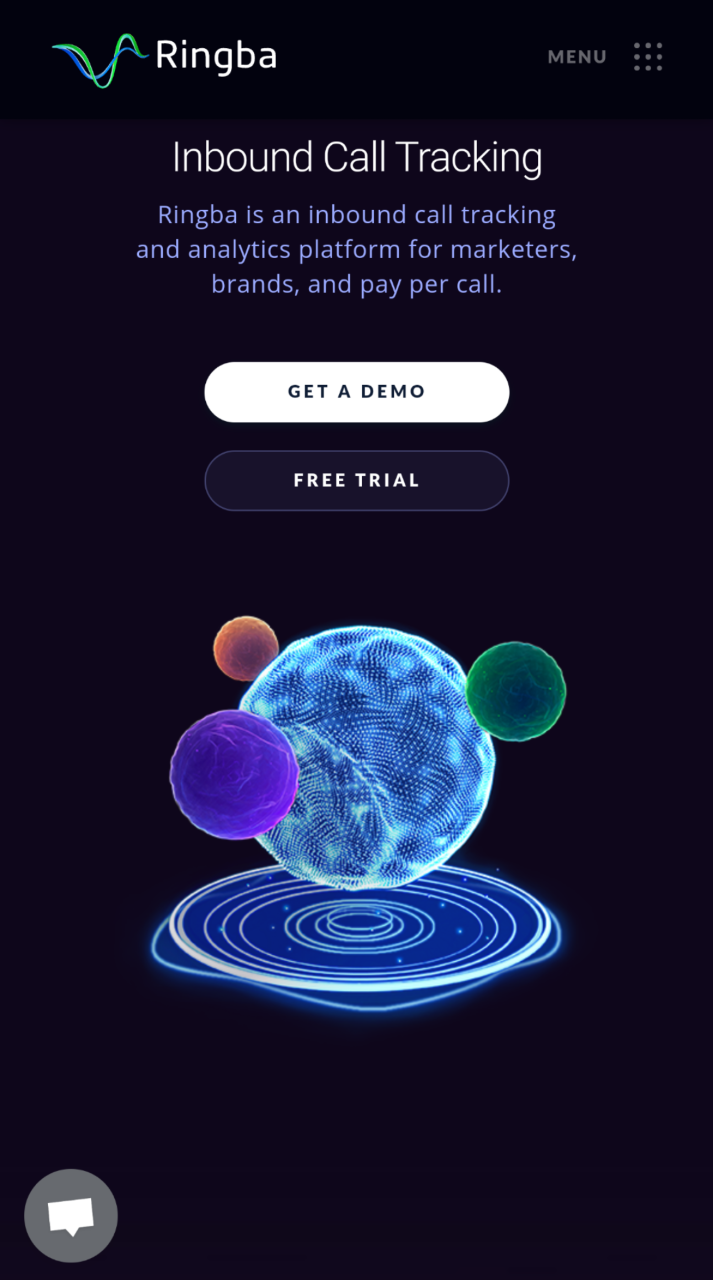 Ringba
MENU
Inbound Call Tracking
Ringba is an inbound call tracking
and analytics platform for marketers,
brands, and pay per call.
GET A DEMO
FREE TRIAL